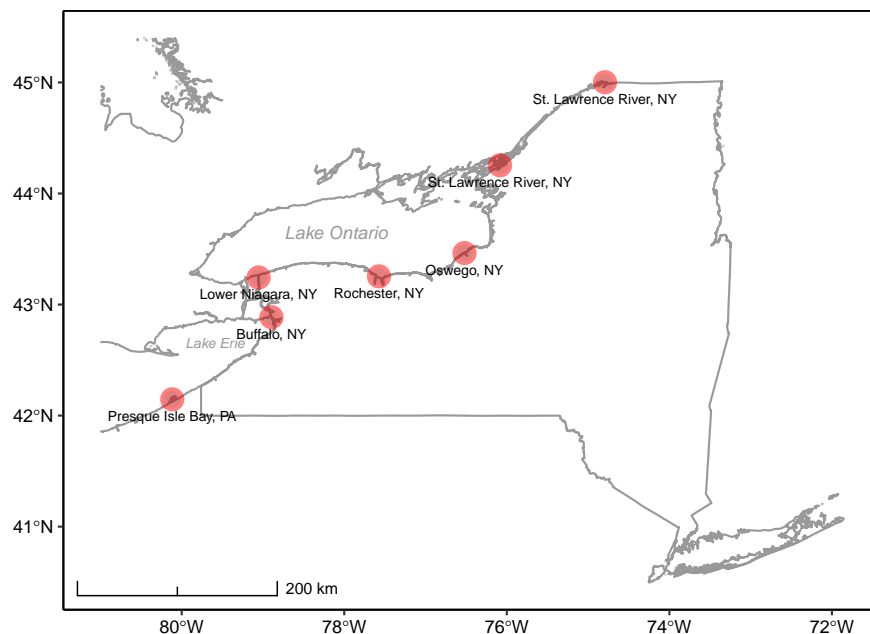 45°N
St. Lawrence River, NY
44°N
St. Lawrence River, NY
Lake Ontario
Oswego, NY
Lower Niagara, NY
Rochester, NY
43°N
Buffalo, NY
Lake Erie
42°N
Presque Isle Bay, PA
41°N
200 km
80°W
78°W
76°W
74°W
72°W